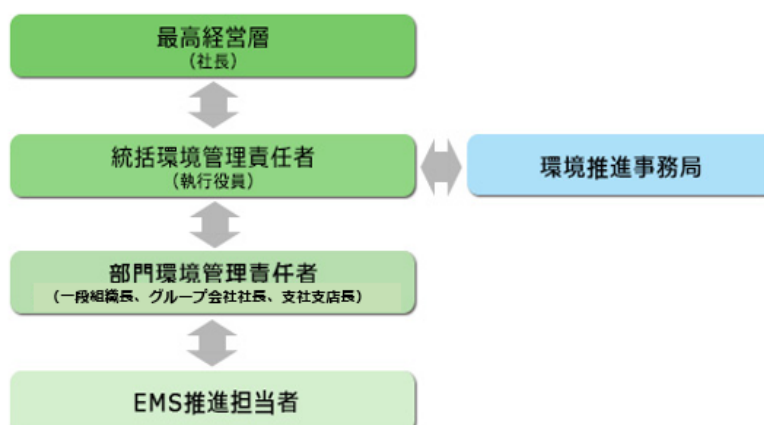 最高経営層
（社長）
統括環境管理責任者
（執行役員）
環境推進事務局
部門環境管理責任者
（一段組織長、グループ会社社長、支社支店長）
EMS推進担当者